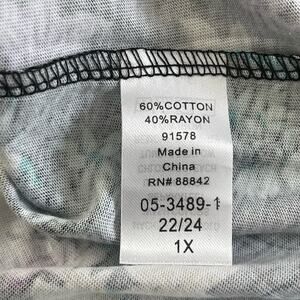 60%COTTON
40%RAYON
91578
Made in
China
RN# 88842
05-3489-1
22/24
1X